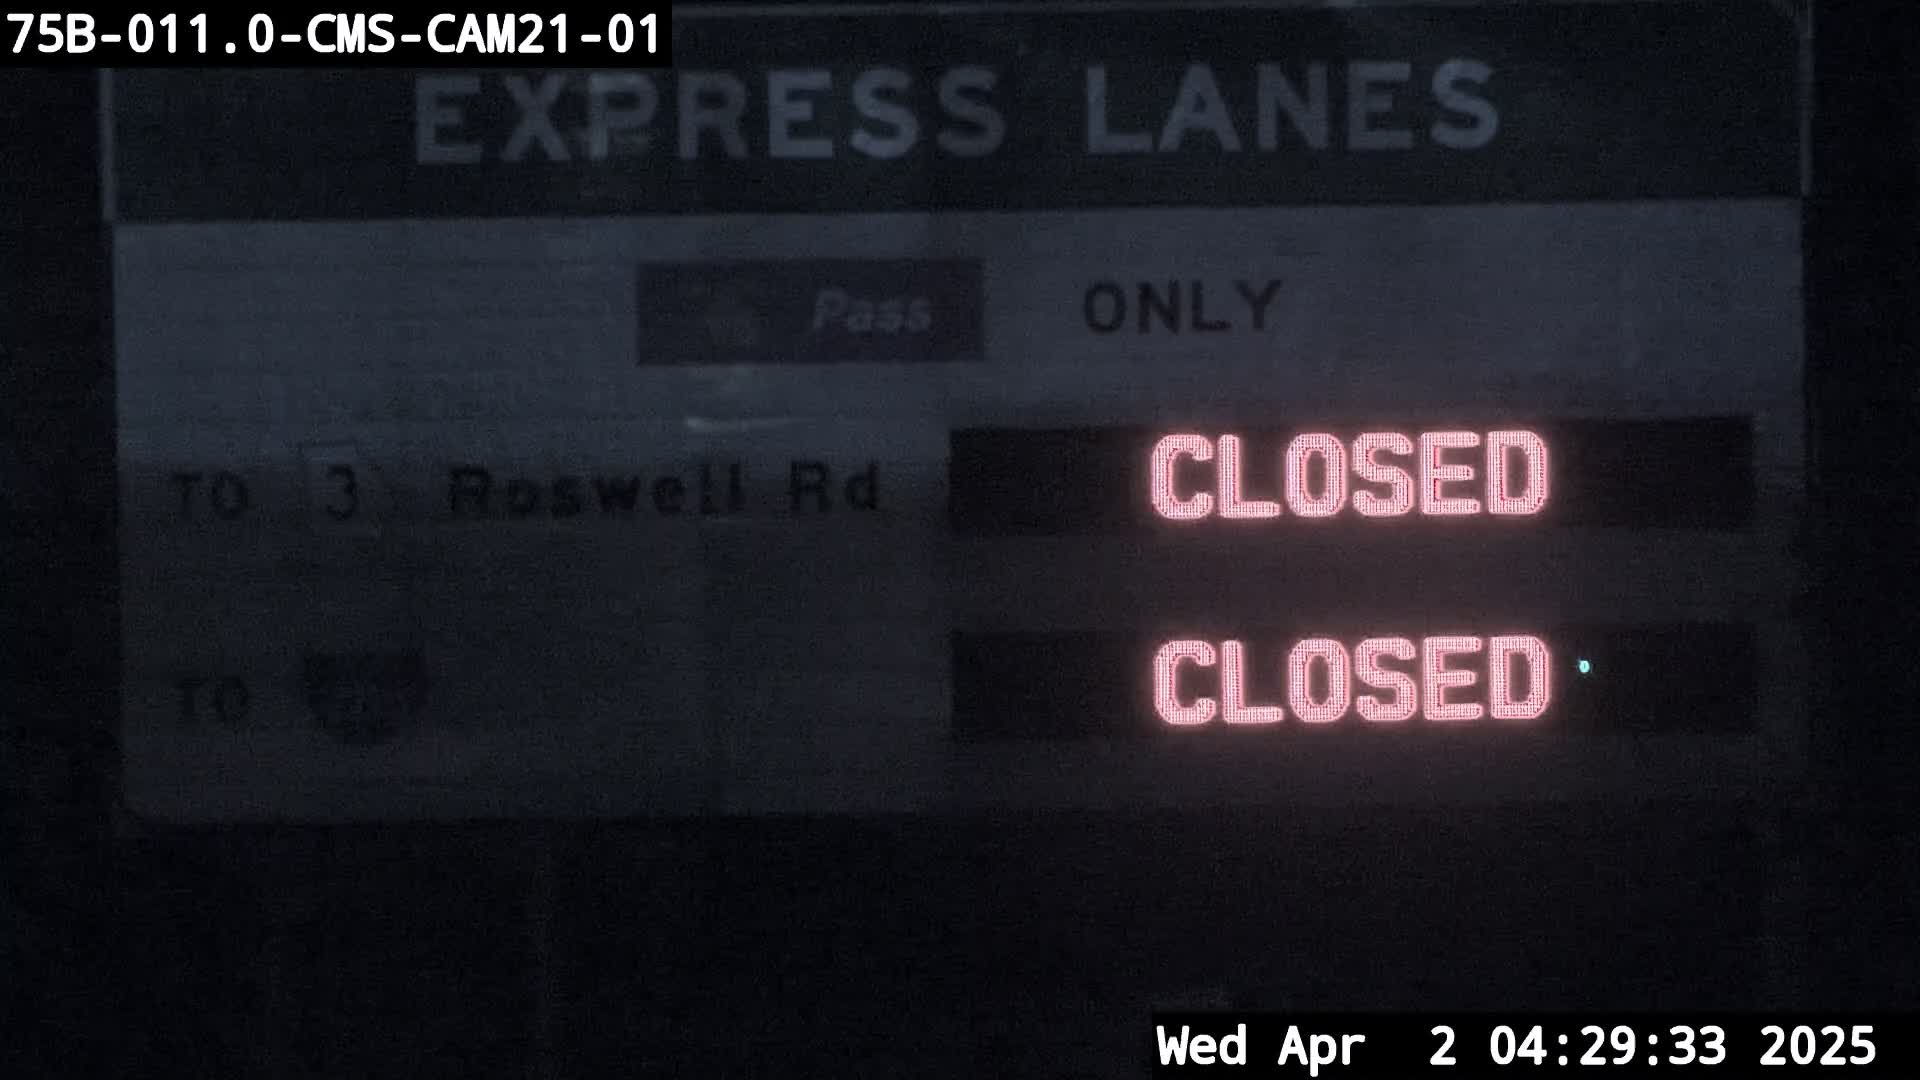 75B-011.0-CMS-CAM21-01
EXPRESS LANES
Pass ONLY
TO 3 Roswell Rd CLOSED
TO CLOSED
Wed Apr 2 04:29:33 2025